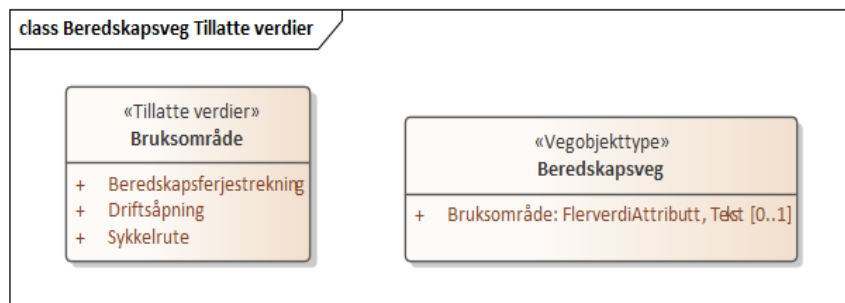 class Beredskapsveg Tillatte verdier
«Tillatte verdier»
Bruksområde
+ Beredskapsferjestrekning
+ Driftsåpning
+ Sykkelrute
«Vegobjekttype»
Beredskapsveg
+ Bruksområde: FlerverdiAttributt, Tekst [0..1]